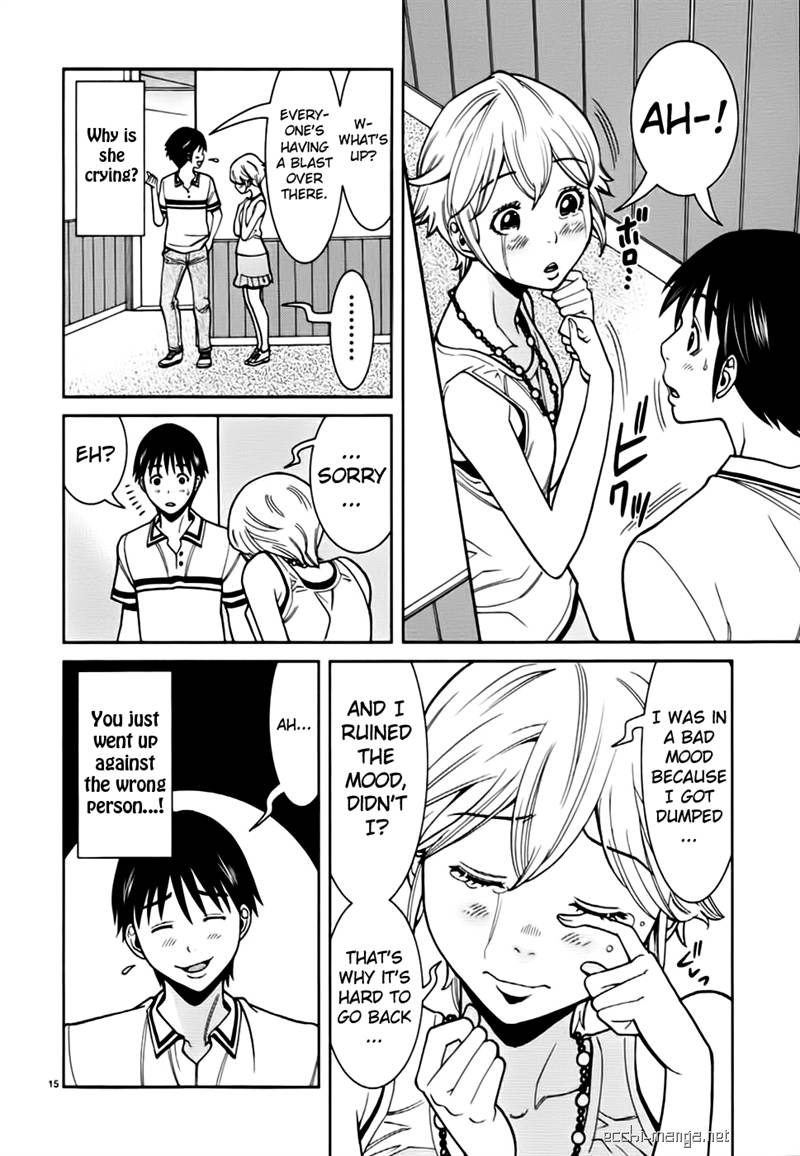 AH-!
ボロ…
ビクッ
W-
WHAT'S
UP?
EVERY-
ONE'S
HAVING
A BLAST
OVER
THERE.
Why is
she
crying?
........
...
SORRY
...
EH?
I WAS IN
A BAD
MOOD
BECAUSE
I GOT
DUMPED
...
AND I
RUINED
THE
MOOD,
DIDN'T
I?
THAT'S
WHY IT'S
HARD TO
GO BACK
...
AH...
You just
went up
against
the wrong
person...!
15
ecchi-manga.net